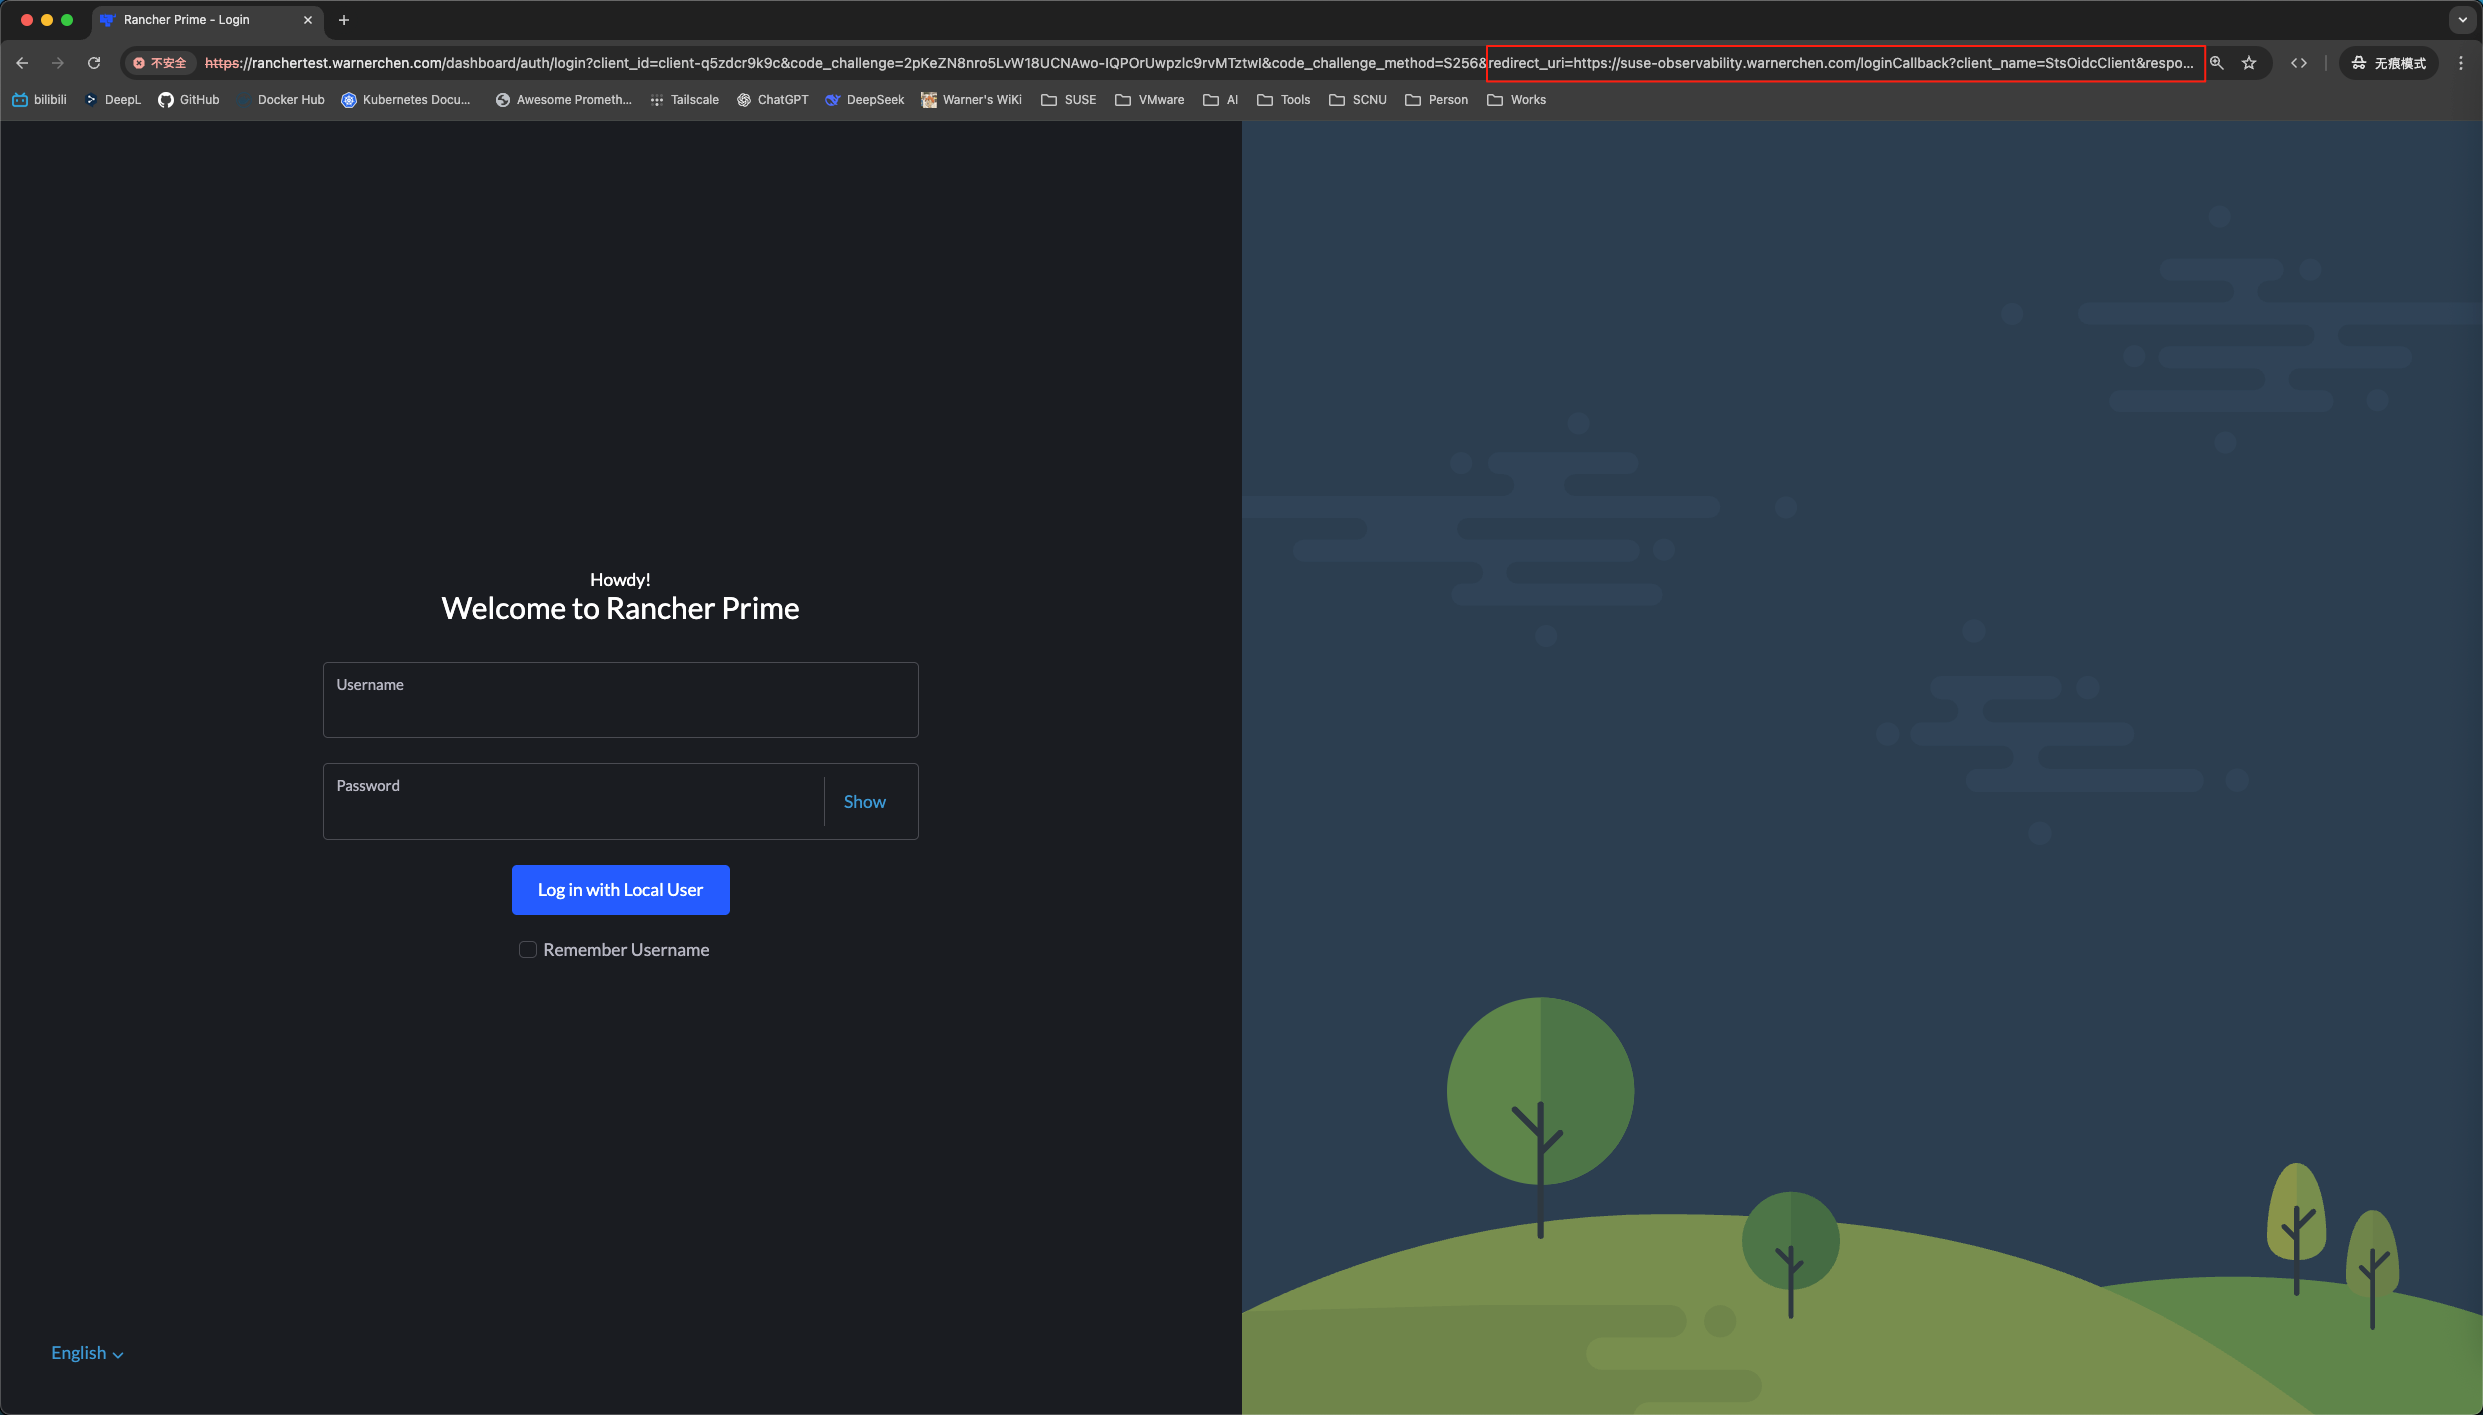 Rancher Prime - Login
不安全 https://ranchertest.warnerchen.com/dashboard/auth/login?client_id=client-q5zdcr9k9c&code_challenge=2pKeZN8nro5LvW18UCNAwo-IQPOrUwpzlc9rvMTztwI&code_challenge_method=S256&redirect_uri=https://suse-observability.warnerchen.com/loginCallback?client_name=StsOidcClient&respo... 无痕模式
bilibili DeepL GitHub Docker Hub Kubernetes Docu... Awesome Prometh... Tailscale ChatGPT DeepSeek Warner's WiKi SUSE VMware AI Tools SCNU Person Works
Howdy!
Welcome to Rancher Prime
Username
Password
Show
Log in with Local User
Remember Username
English